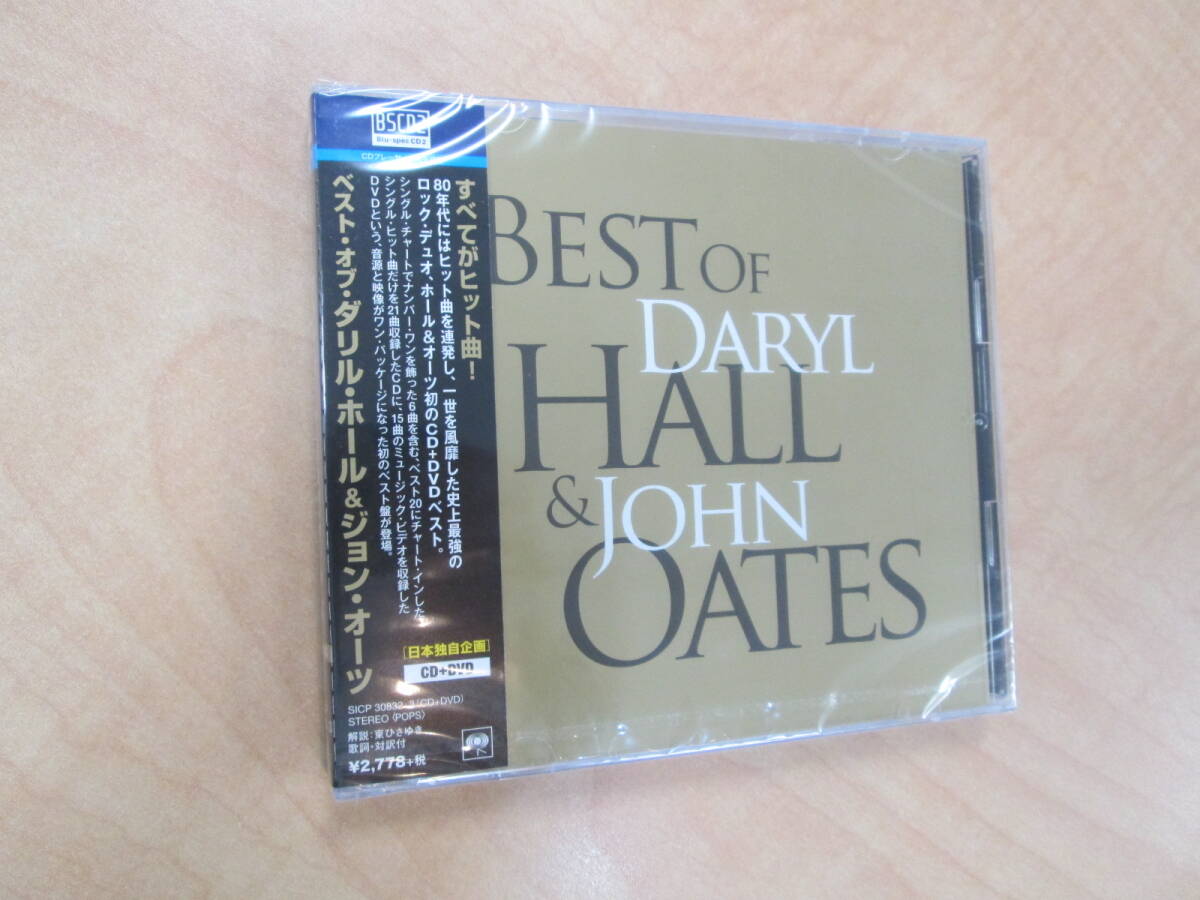 BSCD2
Blu-spec CD2
すべてがヒット曲！
80年代にはヒット曲を連発し、一世を風靡した史上最強の
ロック・デュオ、ホール＆オーツ初のCD+DVDベスト。
シングル・チャートでナンバー・ワンを飾った6曲を含む、ベスト20にチャート・インした
シングル・ヒット曲だけを21曲収録したCDに、15曲のミュージック・ビデオを収録した
DVDという、音源と映像がワン・パッケージになった初のベスト盤が登場。
ベスト・オブ・ダリル・ホール＆ジョン・オーツ
[日本独自企画]
CD+DVD
SICP 30832 (CD+DVD)
STEREO 〈POPS〉
解説:東ひさゆき
歌詞・対訳付
¥2,778+税
BEST OF
DARYL
HALL
& JOHN
OATES